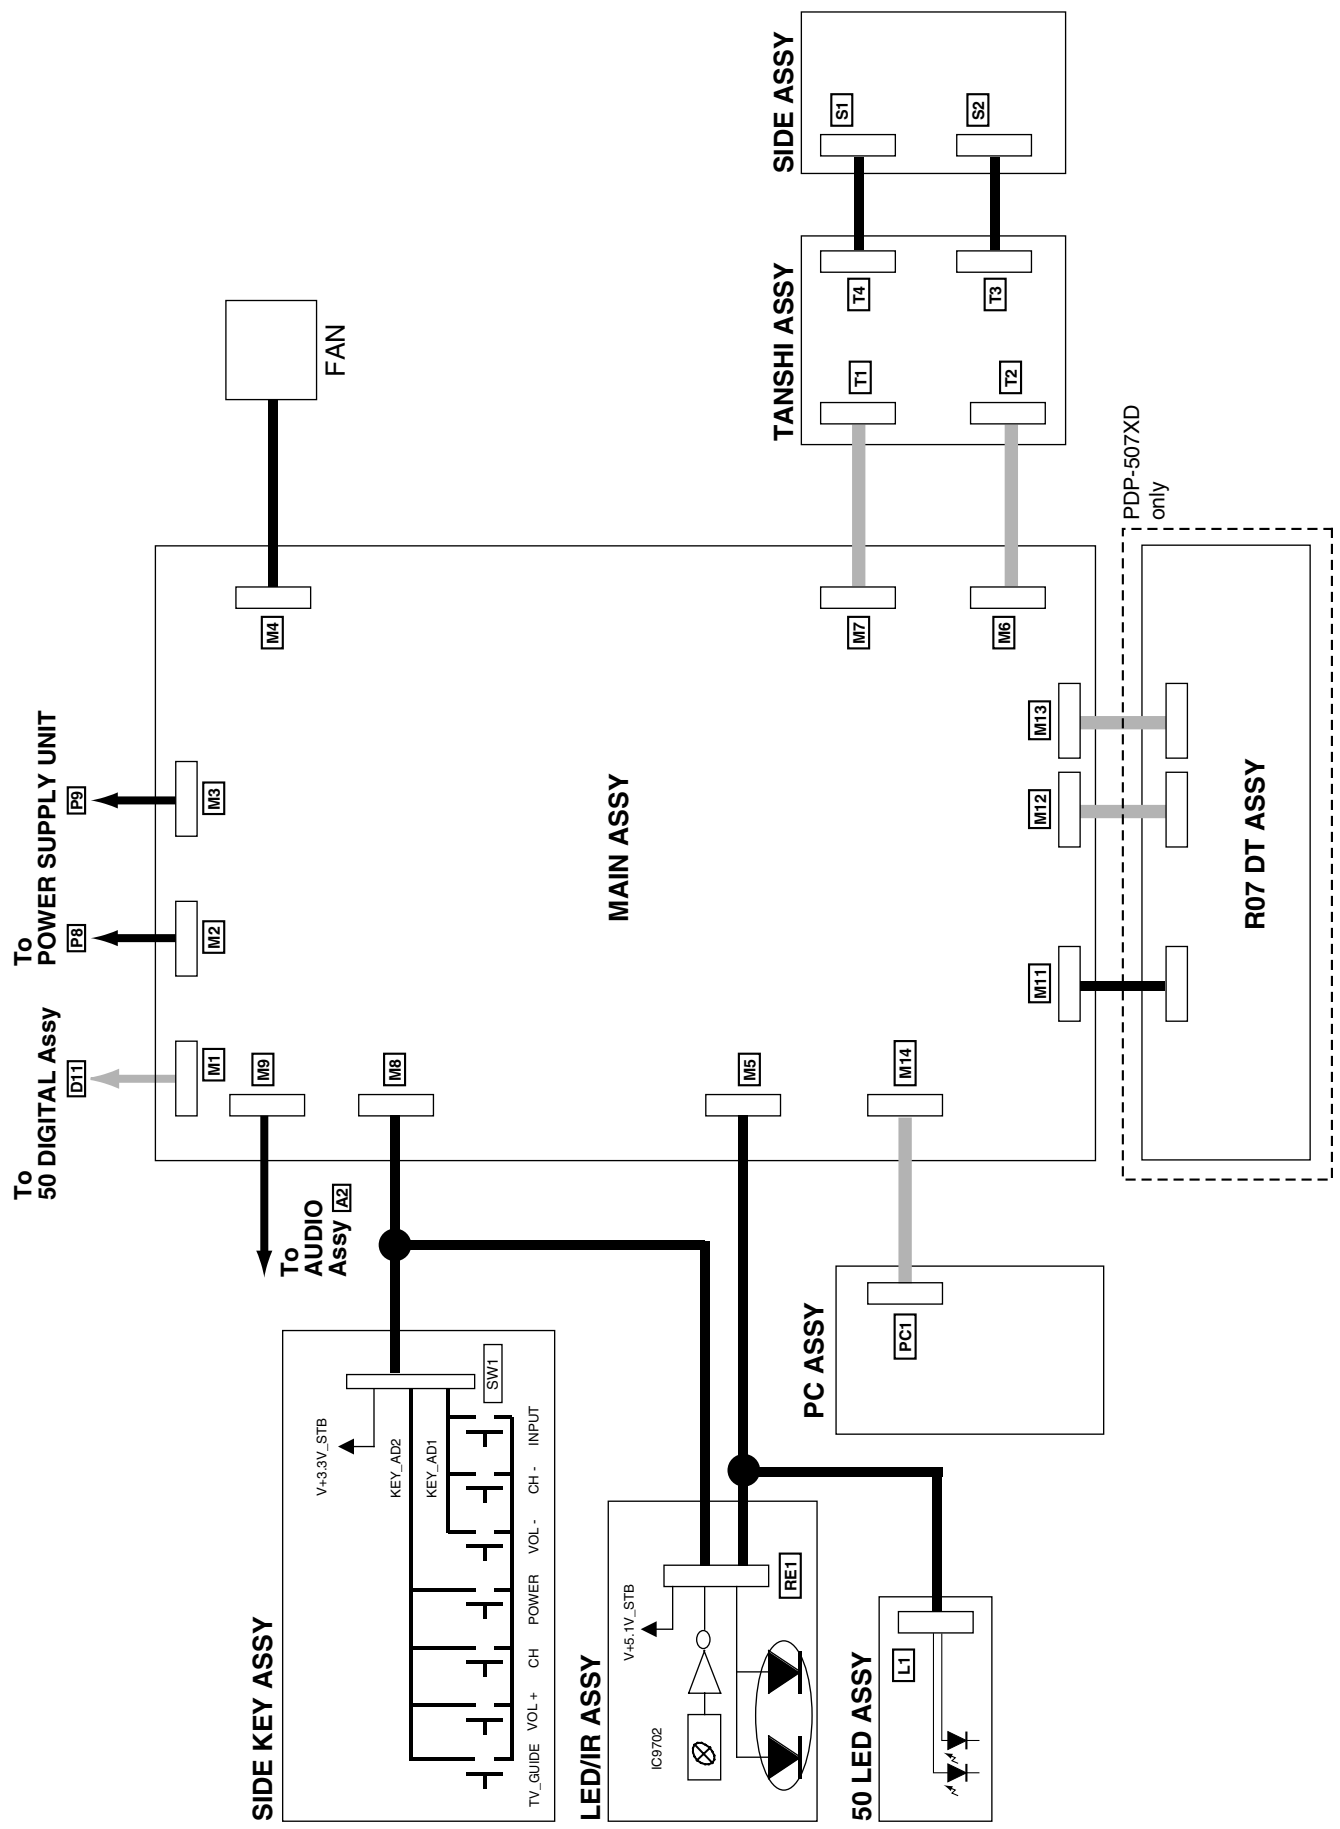 To
50 DIGITAL Assy
D11
To
POWER SUPPLY UNIT
P8
P9
M1
M2
M3
M9
M8
M5
M14
M4
M7
M6
M11
M12
M13
MAIN ASSY
FAN
To
AUDIO
Assy A2
SIDE KEY ASSY
V+3.3V_STB
KEY_AD2
KEY_AD1
SW1
TV_GUIDE
VOL +
CH
POWER
VOL -
CH -
INPUT
LED/IR ASSY
V+5.1V_STB
IC9702
RE1
50 LED ASSY
L1
PC ASSY
PC1
TANSHI ASSY
T1
T2
T4
T3
SIDE ASSY
S1
S2
PDP-507XD
only
R07 DT ASSY